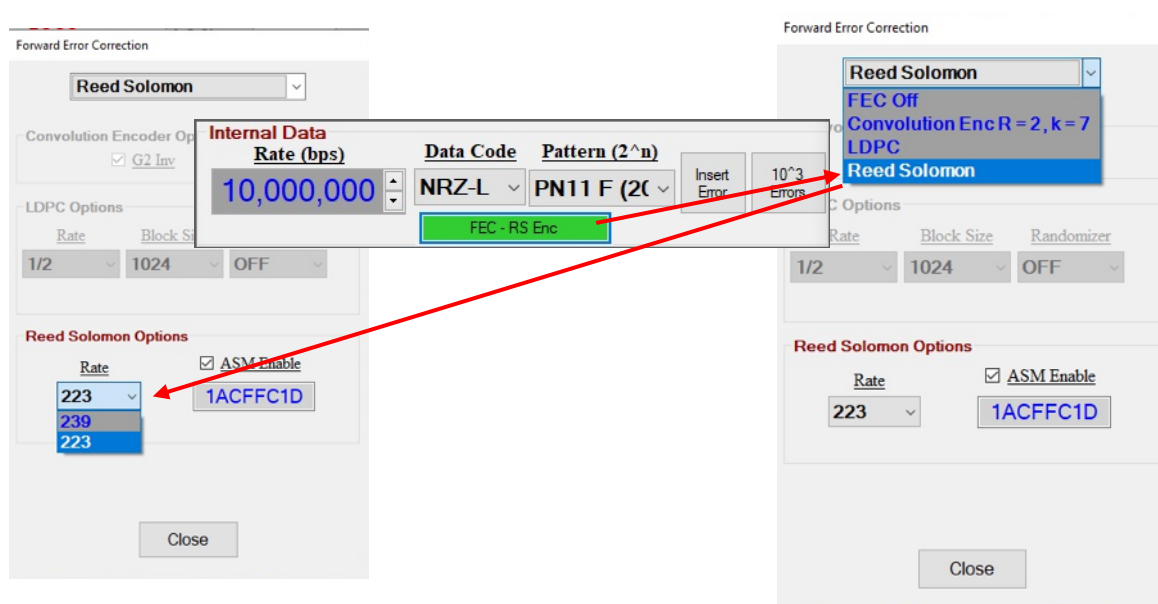 Forward Error Correction
Reed Solomon
Convolution Encoder Op
G2 Inv
LDPC Options
Rate Block Si
1/2 1024 OFF
Reed Solomon Options
Rate ASM Enable
223 1ACFFC1D
239
223
Close
Internal Data
Rate (bps) Data Code Pattern (2^n)
10,000,000 NRZ-L PN11 F (2( Insert Error 10^3 Errors
FEC - RS Enc
Forward Error Correction
Reed Solomon
FEC Off
Convolution Enc R = 2, k = 7
LDPC
Reed Solomon
C Options
Rate Block Size Randomizer
1/2 1024 OFF
Reed Solomon Options
Rate ASM Enable
223 1ACFFC1D
Close